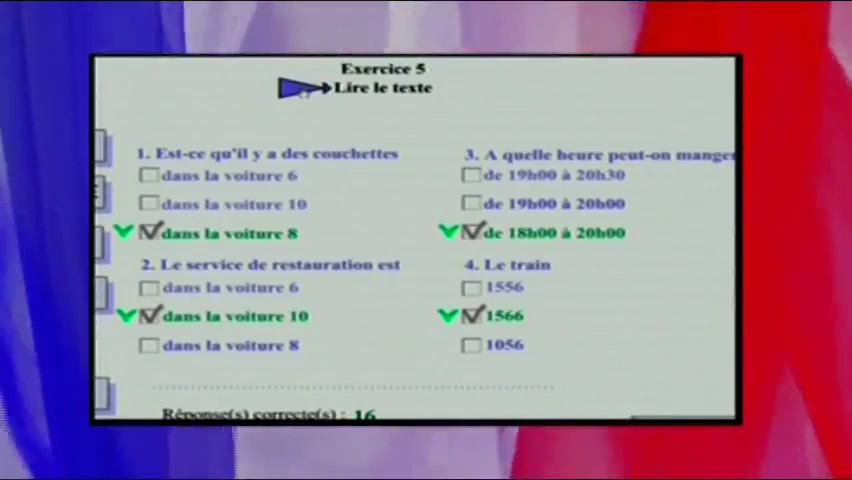 Exercice 5
Lire le texte
1. Est-ce qu'il y a des couchettes
dans la voiture 6
dans la voiture 10
dans la voiture 8
2. Le service de restauration est
dans la voiture 6
dans la voiture 10
dans la voiture 8
3. A quelle heure peut-on manger
de 19h00 à 20h30
de 19h00 à 20h00
de 18h00 à 20h00
4. Le train
1556
1566
1056
Réponse(s) correcte(s) : 16